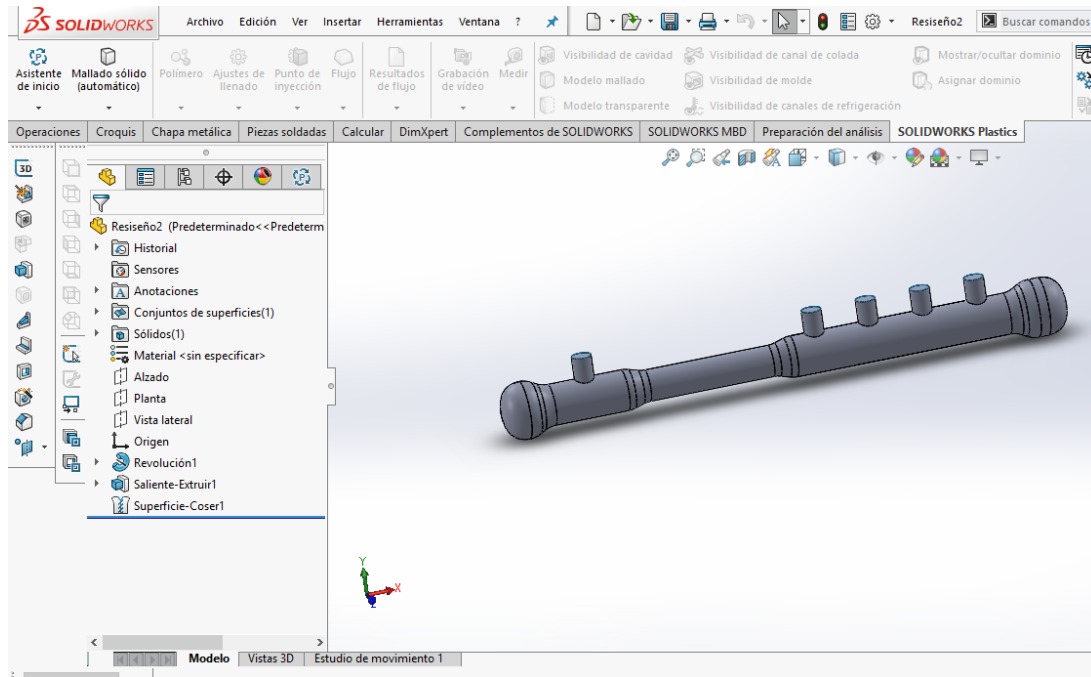 SOLIDWORKS
Archivo Edición Ver Insertar Herramientas Ventana ?
Resiseño2
Buscar comandos
Asistente de inicio
Mallado sólido (automático)
Polímero
Ajustes de llenado
Punto de inyección
Flujo
Resultados de flujo
Grabación de vídeo
Medir
Visibilidad de cavidad
Modelo mallado
Modelo transparente
Visibilidad de canal de colada
Visibilidad de molde
Visibilidad de canales de refrigeración
Mostrar/ocultar dominio
Asignar dominio
Operaciones Croquis Chapa metálica Piezas soldadas Calcular DimXpert Complementos de SOLIDWORKS SOLIDWORKS MBD Preparación del análisis SOLIDWORKS Plastics
3D
Resiseño2 (Predeterminado<<Predeterm
Historial
Sensores
A Anotaciones
Conjuntos de superficies(1)
Sólidos(1)
Material <sin especificar>
Alzado
Planta
Vista lateral
Origen
Revolución1
Saliente-Extruir1
Superficie-Coser1
Y
X
Z
Modelo Vistas 3D Estudio de movimiento 1